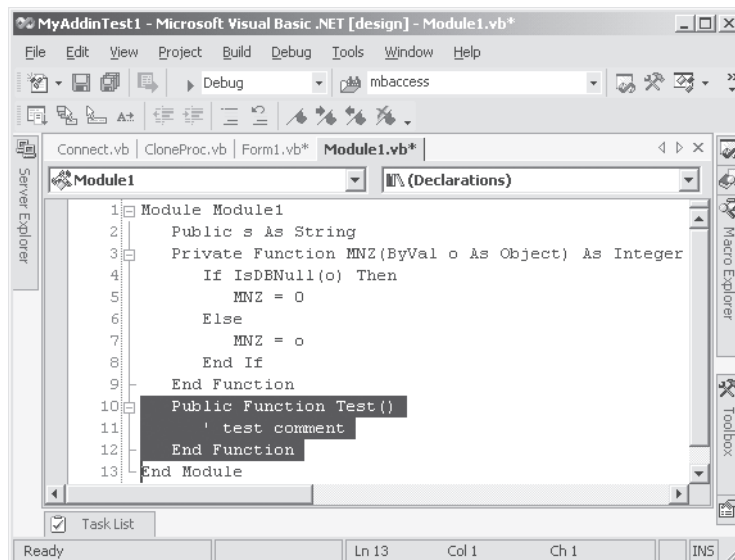 MyAddinTest1 - Microsoft Visual Basic .NET [design] - Module1.vb*
File Edit View Project Build Debug Tools Window Help
Debug mbaccess
Connect.vb CloneProc.vb Form1.vb* Module1.vb*
Server Explorer
Module1 (Declarations)
1 Module Module1
2 Public s As String
3 Private Function MNZ(ByVal o As Object) As Integer
4 If IsDBNull(o) Then
5 MNZ = 0
6 Else
7 MNZ = o
8 End If
9 End Function
10 Public Function Test()
11 ' test comment
12 End Function
13 End Module
Macro Explorer
Toolbox
Task List
Ready Ln 13 Col 1 Ch 1 INS